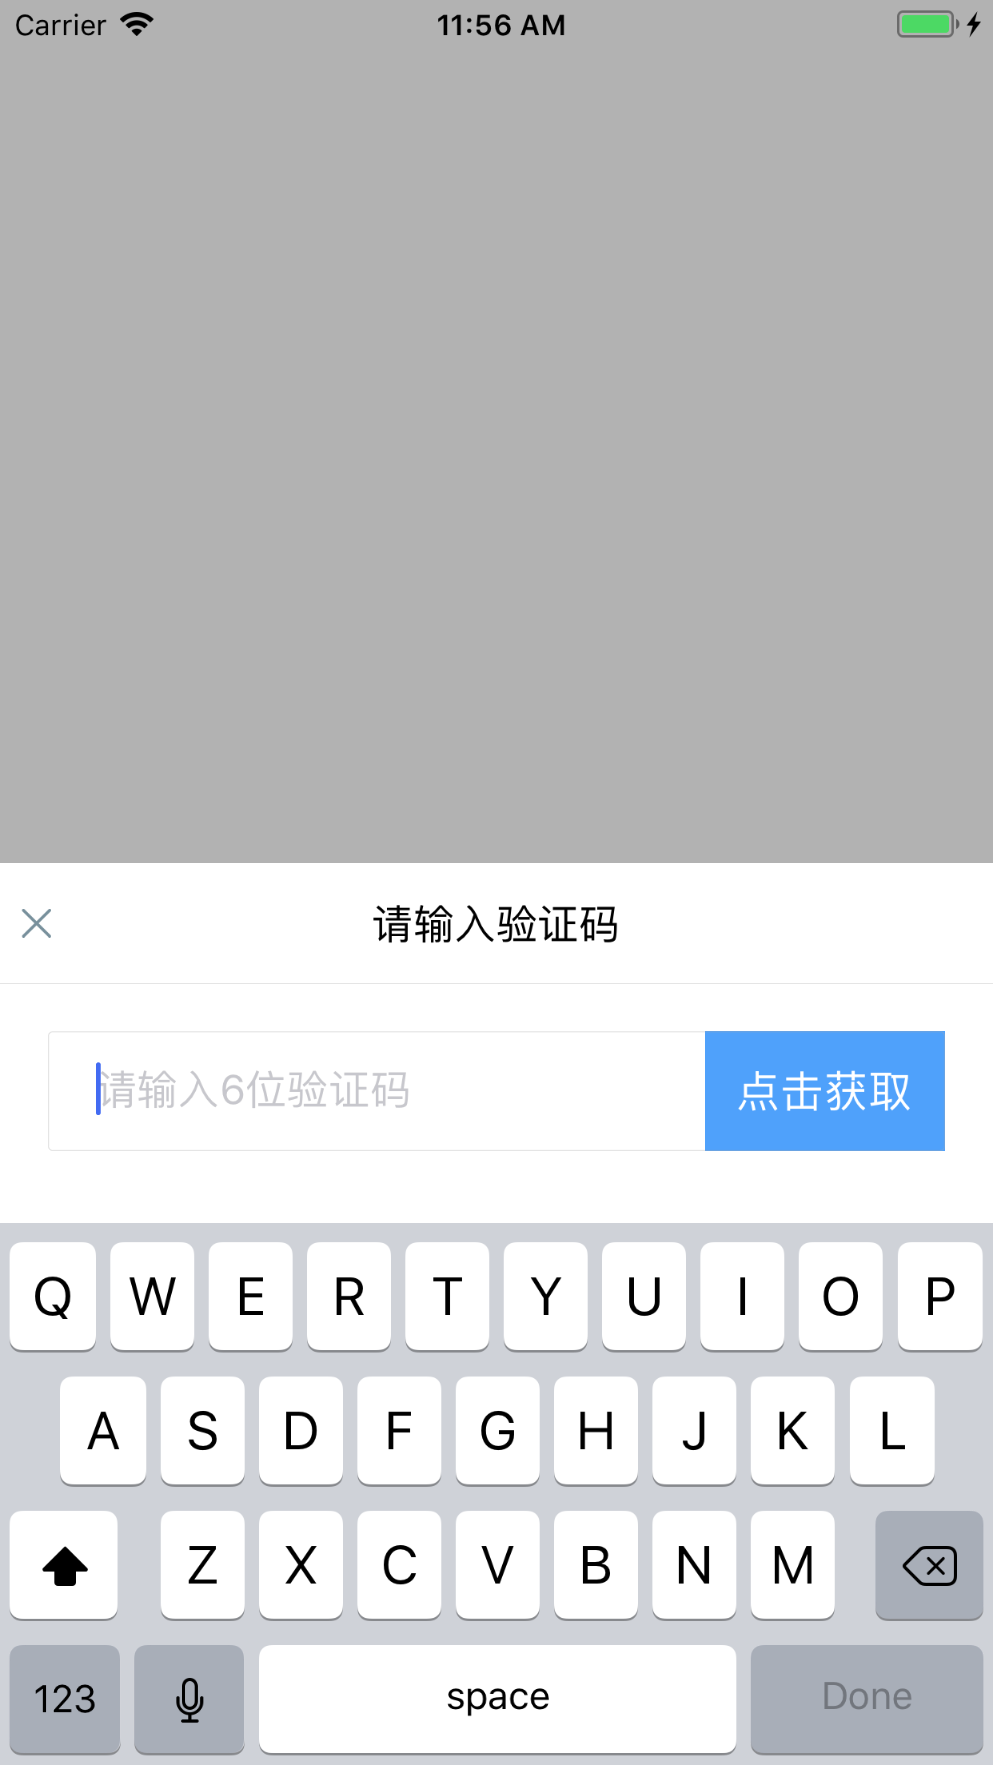 Carrier 11:56 AM
请输入验证码
请输入6位验证码 点击获取
Q W E R T Y U I O P
A S D F G H J K L
Z X C V B N M
123 space Done